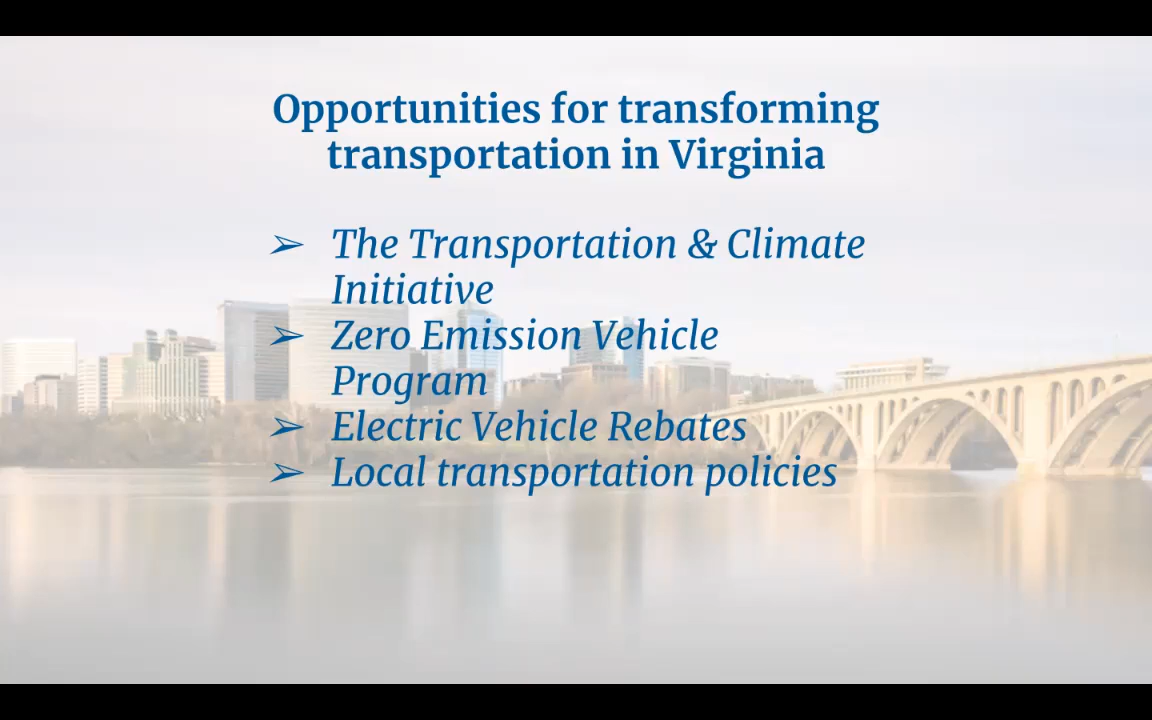 Opportunities for transforming
transportation in Virginia
➢ The Transportation & Climate
Initiative
➢ Zero Emission Vehicle
Program
➢ Electric Vehicle Rebates
➢ Local transportation policies